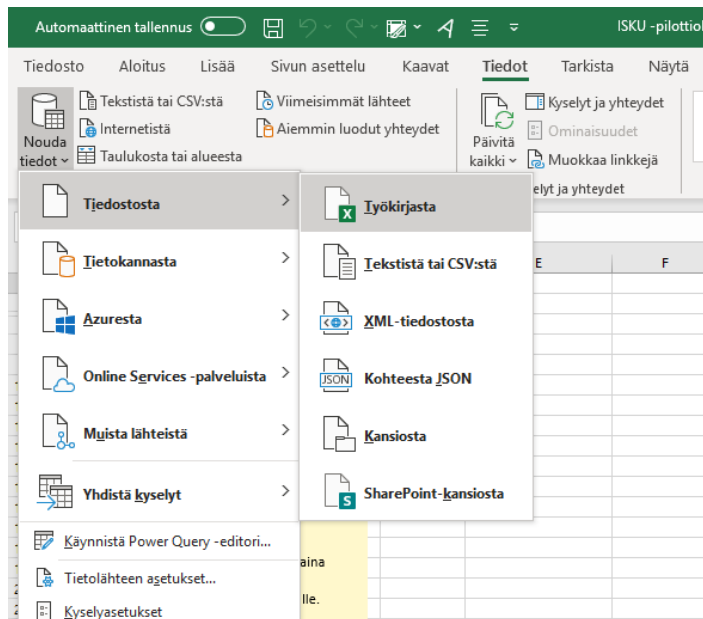 Automaattinen tallennus
ISKU -pilottiol
Tiedosto Aloitus Lisää Sivun asettelu Kaavat Tiedot Tarkista Näytä
Nouda tiedot
Tekstistä tai CSV:stä
Internetistä
Taulukosta tai alueesta
Viimeisimmät lähteet
Aiemmin luodut yhteydet
Päivitä
kaikki
Kyselyt ja yhteydet
Ominaisuudet
Muokkaa linkkejä
elyt ja yhteydet
Tiedostosta
Tietokannasta
Azuresta
Online Services -palveluista
Muista lähteistä
Yhdistä kyselyt
Käynnistä Power Query -editori...
Tietolähteen asetukset...
Kyselyasetukset
Työkirjasta
Tekstistä tai CSV:stä
XML-tiedostosta
JSON
Kohteesta JSON
Kansiosta
SharePoint-kansiosta
E F
aina
lle.